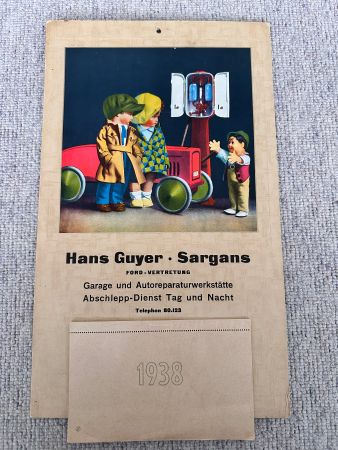 Hans Guyer · Sargans
FORD-VERTRETUNG
Garage und Autoreparaturwerkstätte
Abschlepp-Dienst Tag und Nacht
Telephon 80.123
1938